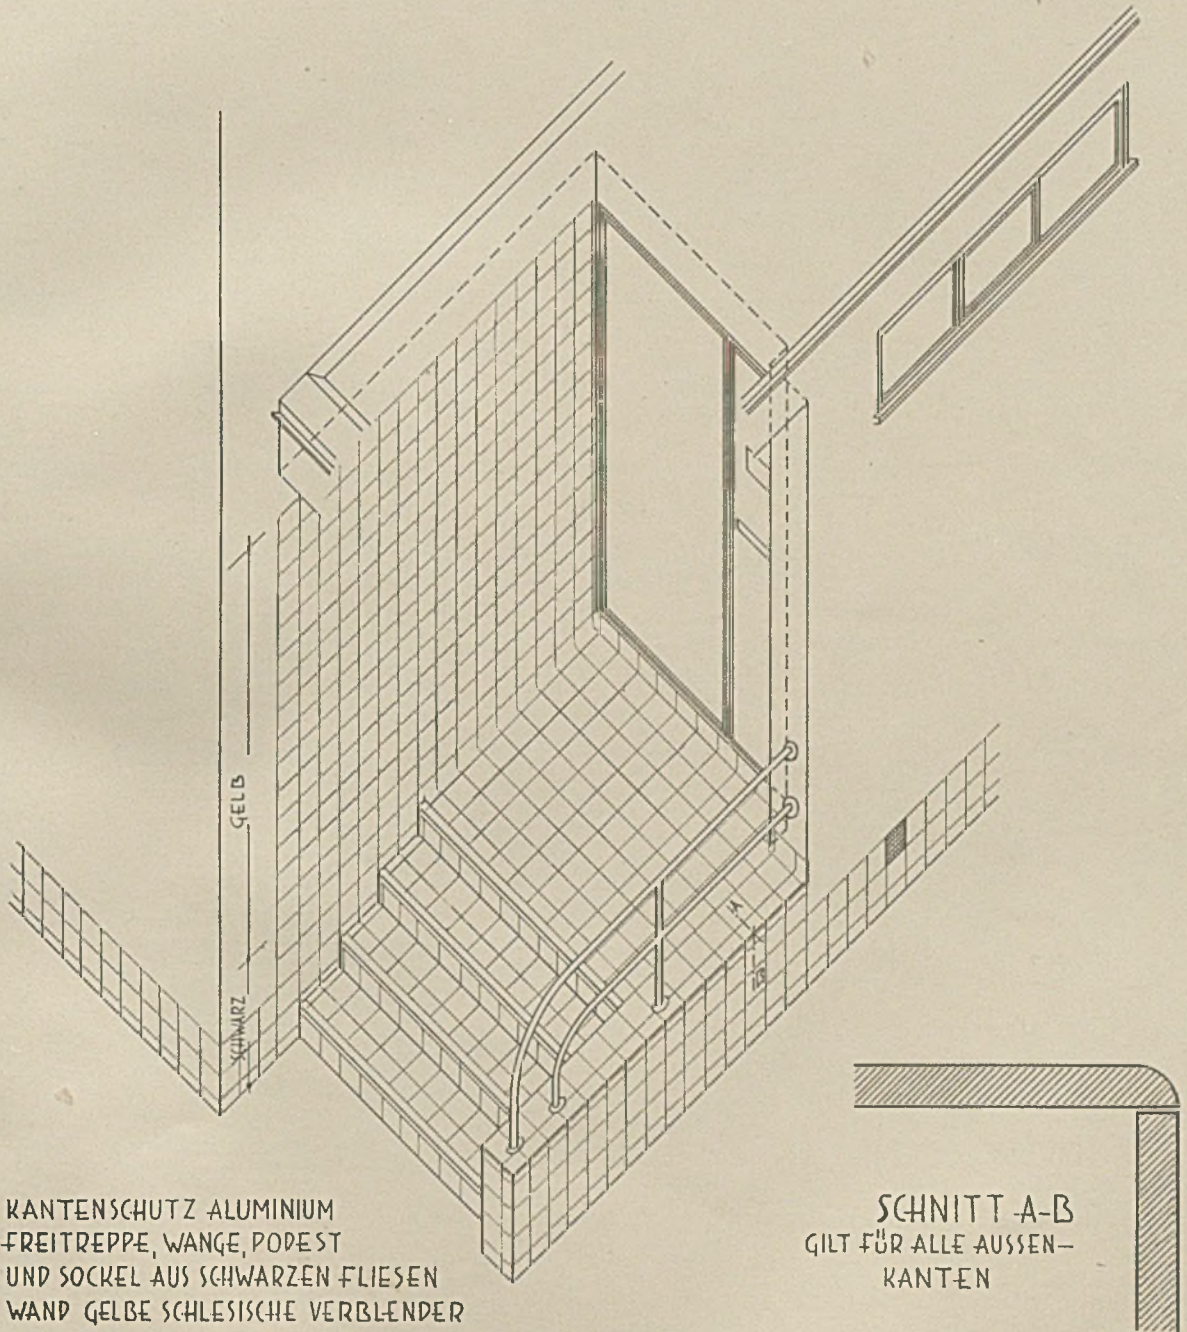 GELB
SCHWARZ
A
B
KANTENSCHUTZ ALUMINIUM
FREITREPPE, WANGE, PODEST
UND SOCKEL AUS SCHWARZEN FLIESEN
WAND GELBE SCHLESISCHE VERBLENDER
SCHNITT A-B
GILT FÜR ALLE AUSSEN-
KANTEN